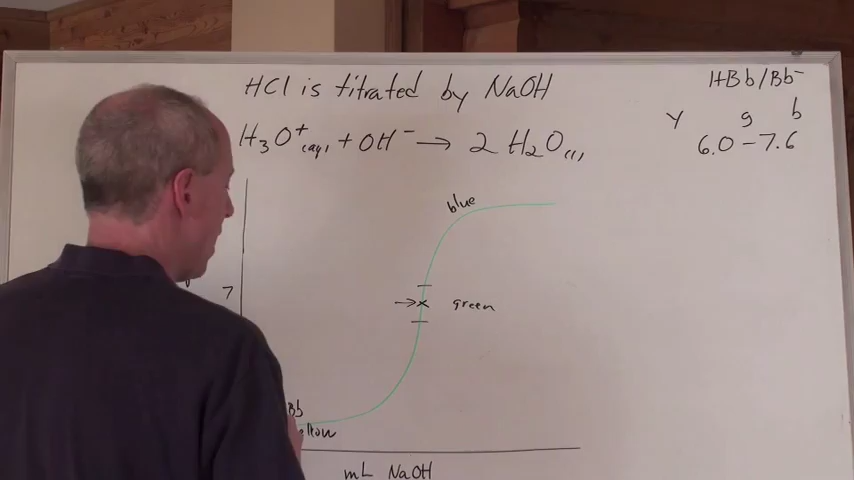 HCl is titrated by NaOH
HBb/Bb⁻
y g b
6.0 – 7.6
H₃O⁺(aq) + OH⁻ → 2 H₂O(l)
blue
7
→ x green
Bb
mL NaOH